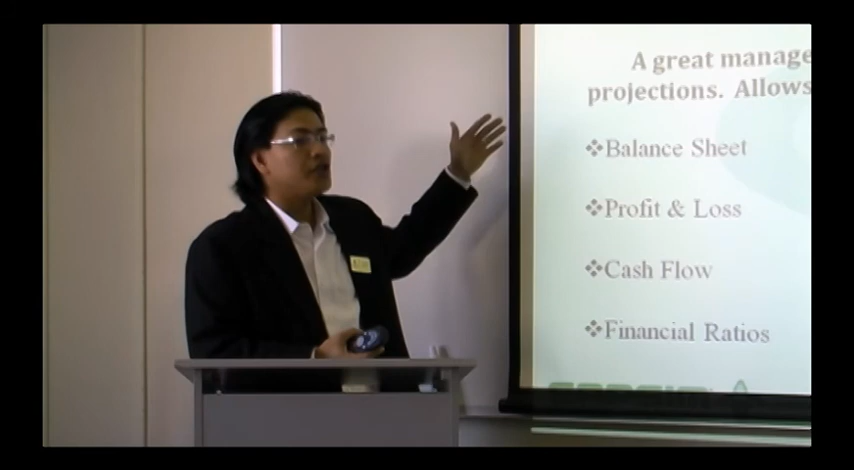 A great manage
projections. Allows
❖Balance Sheet
❖Profit & Loss
❖Cash Flow
❖Financial Ratios